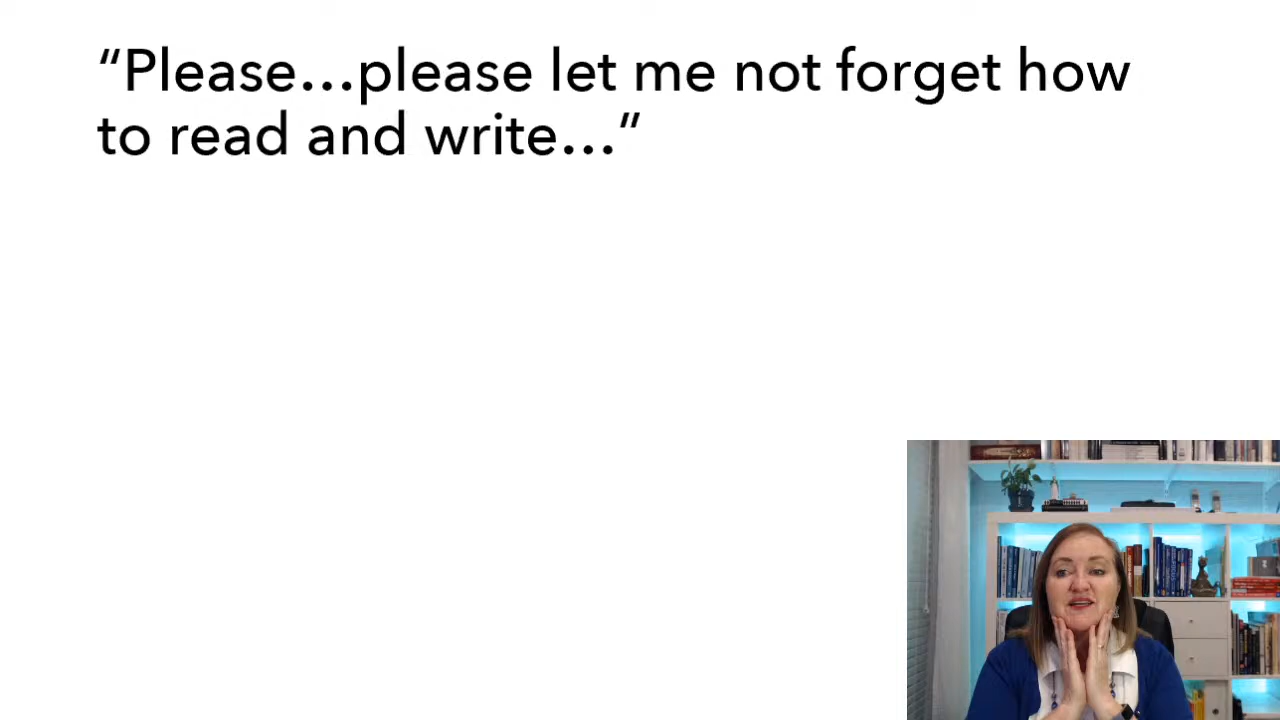 “Please…please let me not forget how
to read and write…”